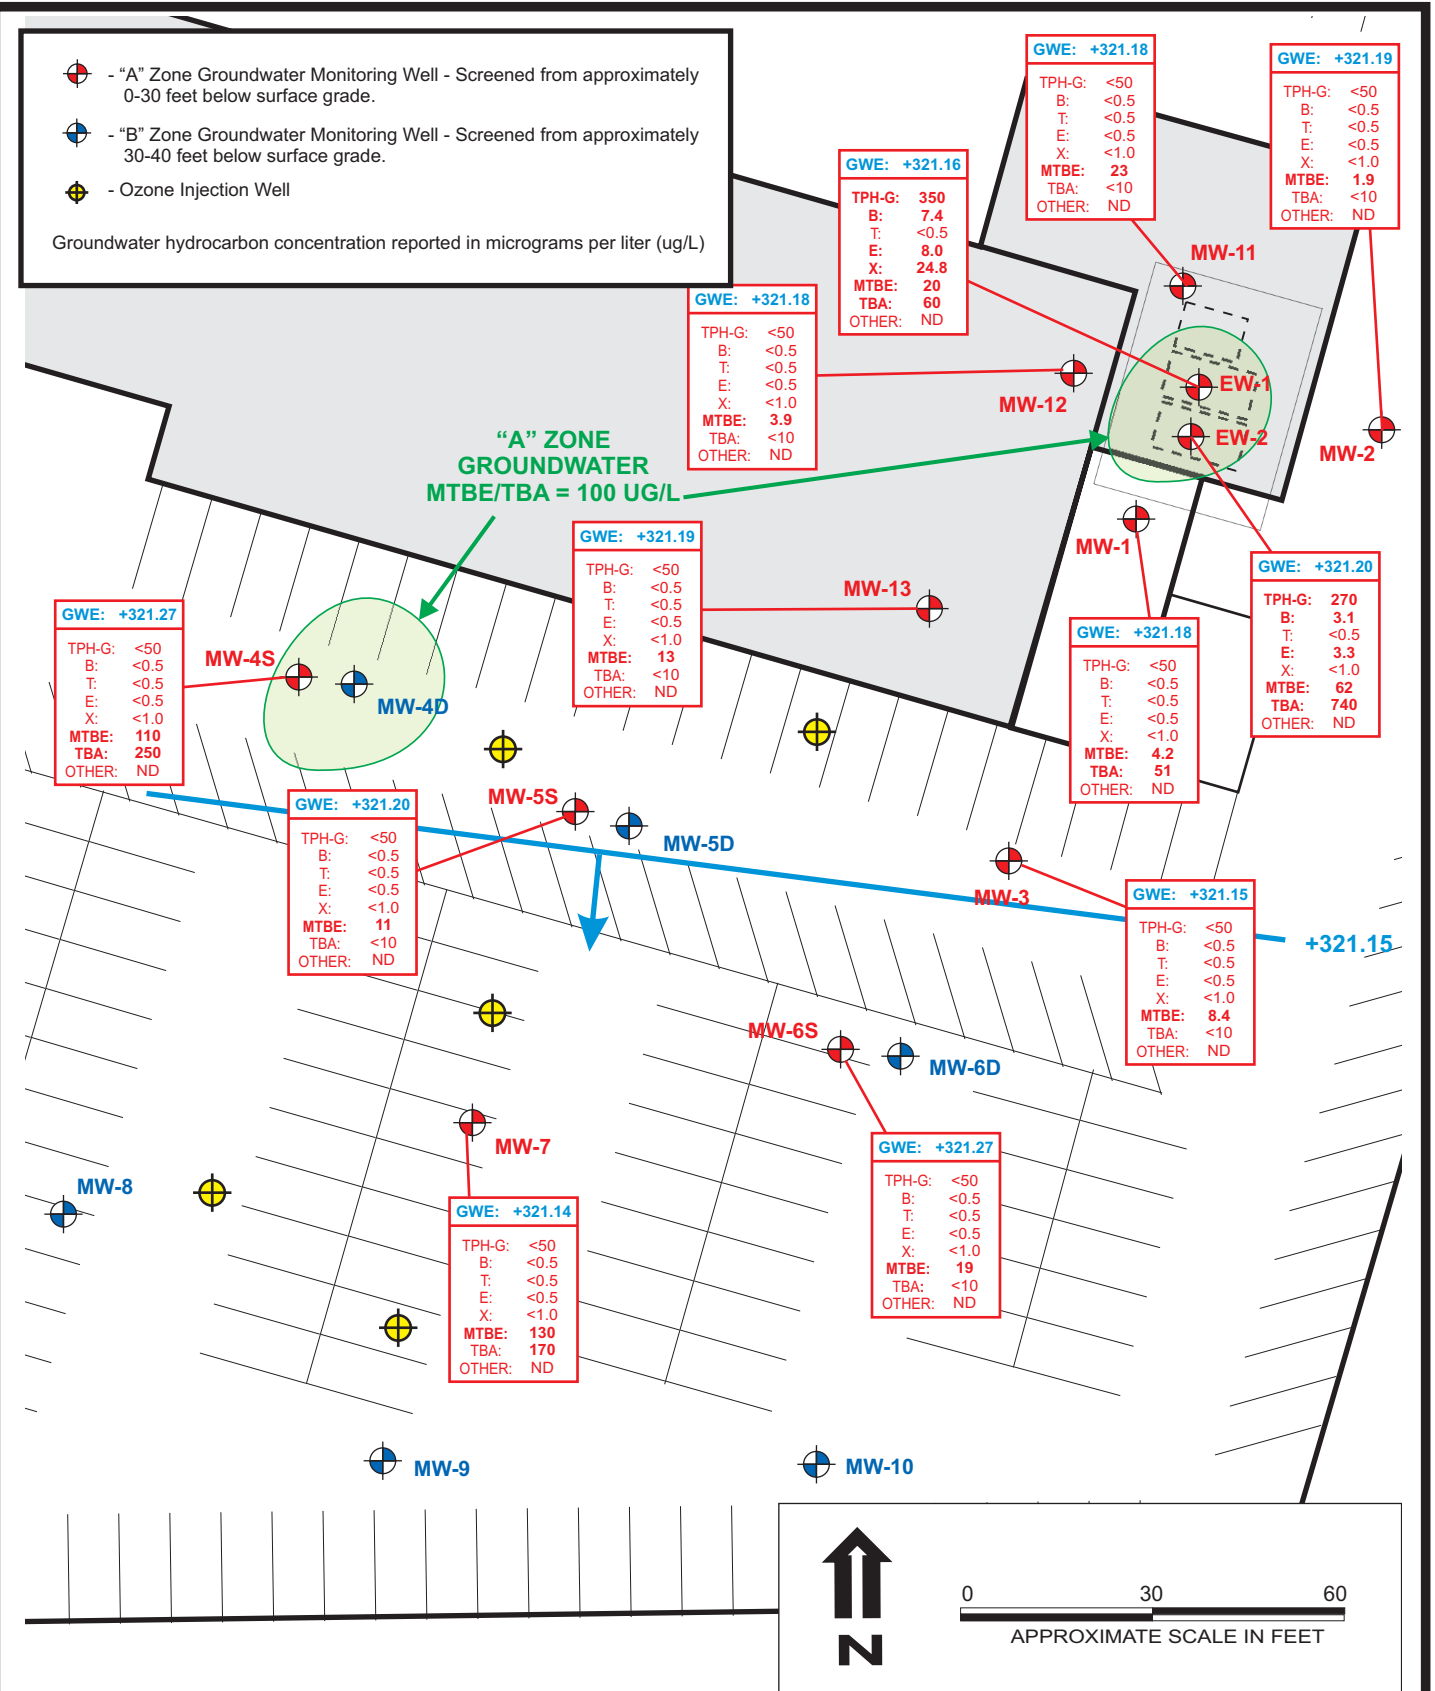 - “A” Zone Groundwater Monitoring Well - Screened from approximately
0-30 feet below surface grade.
- “B” Zone Groundwater Monitoring Well - Screened from approximately
30-40 feet below surface grade.
- Ozone Injection Well
Groundwater hydrocarbon concentration reported in micrograms per liter (ug/L)
GWE: +321.18
TPH-G: <50
B: <0.5
T: <0.5
E: <0.5
X: <1.0
MTBE: 23
TBA: <10
OTHER: ND
GWE: +321.19
TPH-G: <50
B: <0.5
T: <0.5
E: <0.5
X: <1.0
MTBE: 1.9
TBA: <10
OTHER: ND
GWE: +321.16
TPH-G: 350
B: 7.4
T: <0.5
E: 8.0
X: 24.8
MTBE: 20
TBA: 60
OTHER: ND
MW-11
GWE: +321.18
TPH-G: <50
B: <0.5
T: <0.5
E: <0.5
X: <1.0
MTBE: 3.9
TBA: <10
OTHER: ND
MW-12
EW-1
EW-2
MW-2
“A” ZONE
GROUNDWATER
MTBE/TBA = 100 UG/L
MW-1
GWE: +321.19
TPH-G: <50
B: <0.5
T: <0.5
E: <0.5
X: <1.0
MTBE: 13
TBA: <10
OTHER: ND
MW-13
GWE: +321.20
TPH-G: 270
B: 3.1
T: <0.5
E: 3.3
X: <1.0
MTBE: 62
TBA: 740
OTHER: ND
GWE: +321.27
TPH-G: <50
B: <0.5
T: <0.5
E: <0.5
X: <1.0
MTBE: 110
TBA: 250
OTHER: ND
MW-4S
MW-4D
GWE: +321.18
TPH-G: <50
B: <0.5
T: <0.5
E: <0.5
X: <1.0
MTBE: 4.2
TBA: 51
OTHER: ND
GWE: +321.20
TPH-G: <50
B: <0.5
T: <0.5
E: <0.5
X: <1.0
MTBE: 11
TBA: <10
OTHER: ND
MW-5S
MW-5D
MW-3
GWE: +321.15
TPH-G: <50
B: <0.5
T: <0.5
E: <0.5
X: <1.0
MTBE: 8.4
TBA: <10
OTHER: ND
+321.15
MW-6S
MW-6D
GWE: +321.27
TPH-G: <50
B: <0.5
T: <0.5
E: <0.5
X: <1.0
MTBE: 19
TBA: <10
OTHER: ND
MW-7
MW-8
GWE: +321.14
TPH-G: <50
B: <0.5
T: <0.5
E: <0.5
X: <1.0
MTBE: 130
TBA: 170
OTHER: ND
MW-9
MW-10
N
0 30 60
APPROXIMATE SCALE IN FEET